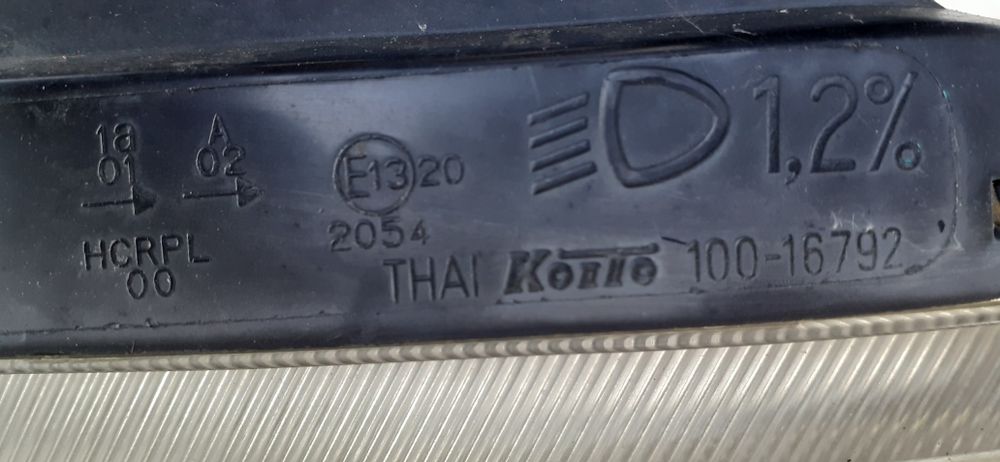 1a
01
A
02
HCRPL
00
E13 20
2054
1,2%
THAI Koito 100-16792